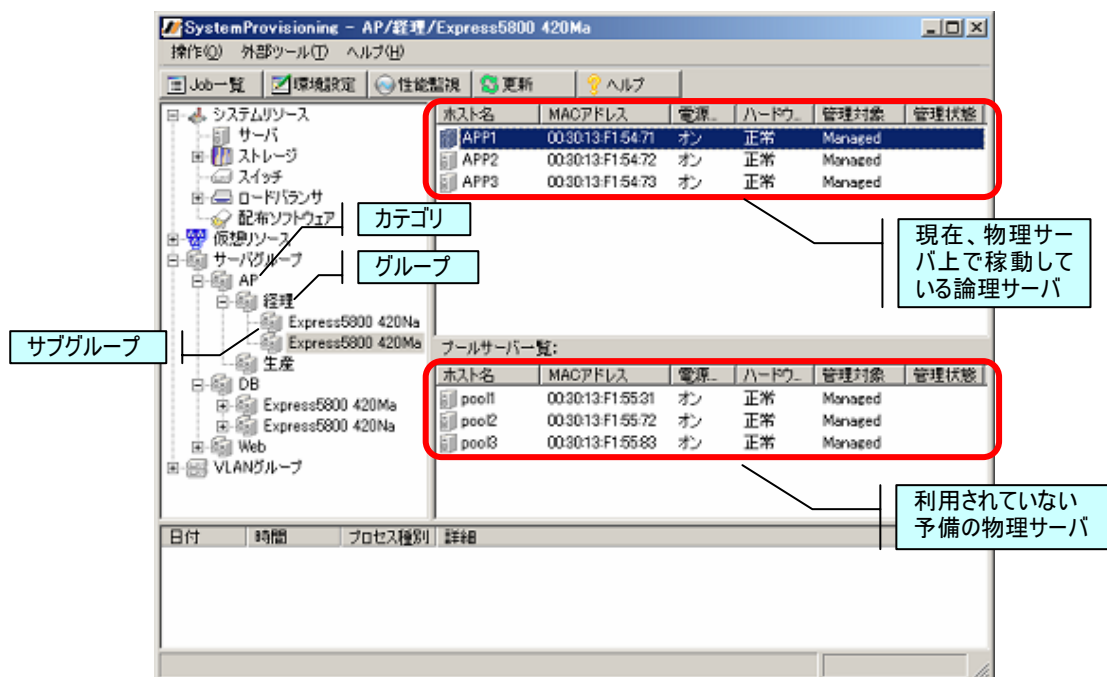 SystemProvisioning - AP/経理/Express5800 420Ma
操作(O) 外部ツール(T) ヘルプ(H)
Job一覧 環境設定 性能監視 更新 ヘルプ
システムリソース
サーバ
ストレージ
スイッチ
ロードバランサ
配布ソフトウェア
仮想リソース
サーバグループ
AP
経理
Express5800 420Na
Express5800 420Ma
生産
DB
Express5800 420Ma
Express5800 420Na
Web
VLANグループ
カテゴリ
グループ
サブグループ
ホスト名 MACアドレス 電源... ハードウ... 管理対象 管理状態
APP1 00:30:13:F1:54:71 オン 正常 Managed
APP2 00:30:13:F1:54:72 オン 正常 Managed
APP3 00:30:13:F1:54:73 オン 正常 Managed
現在、物理サー
バ上で稼動して
いる論理サーバ
プールサーバ一覧:
ホスト名 MACアドレス 電源... ハードウ... 管理対象 管理状態
pool1 00:30:13:F1:55:31 オン 正常 Managed
pool2 00:30:13:F1:55:72 オン 正常 Managed
pool3 00:30:13:F1:55:83 オン 正常 Managed
利用されていない
予備の物理サーバ
日付 時間 プロセス種別 詳細